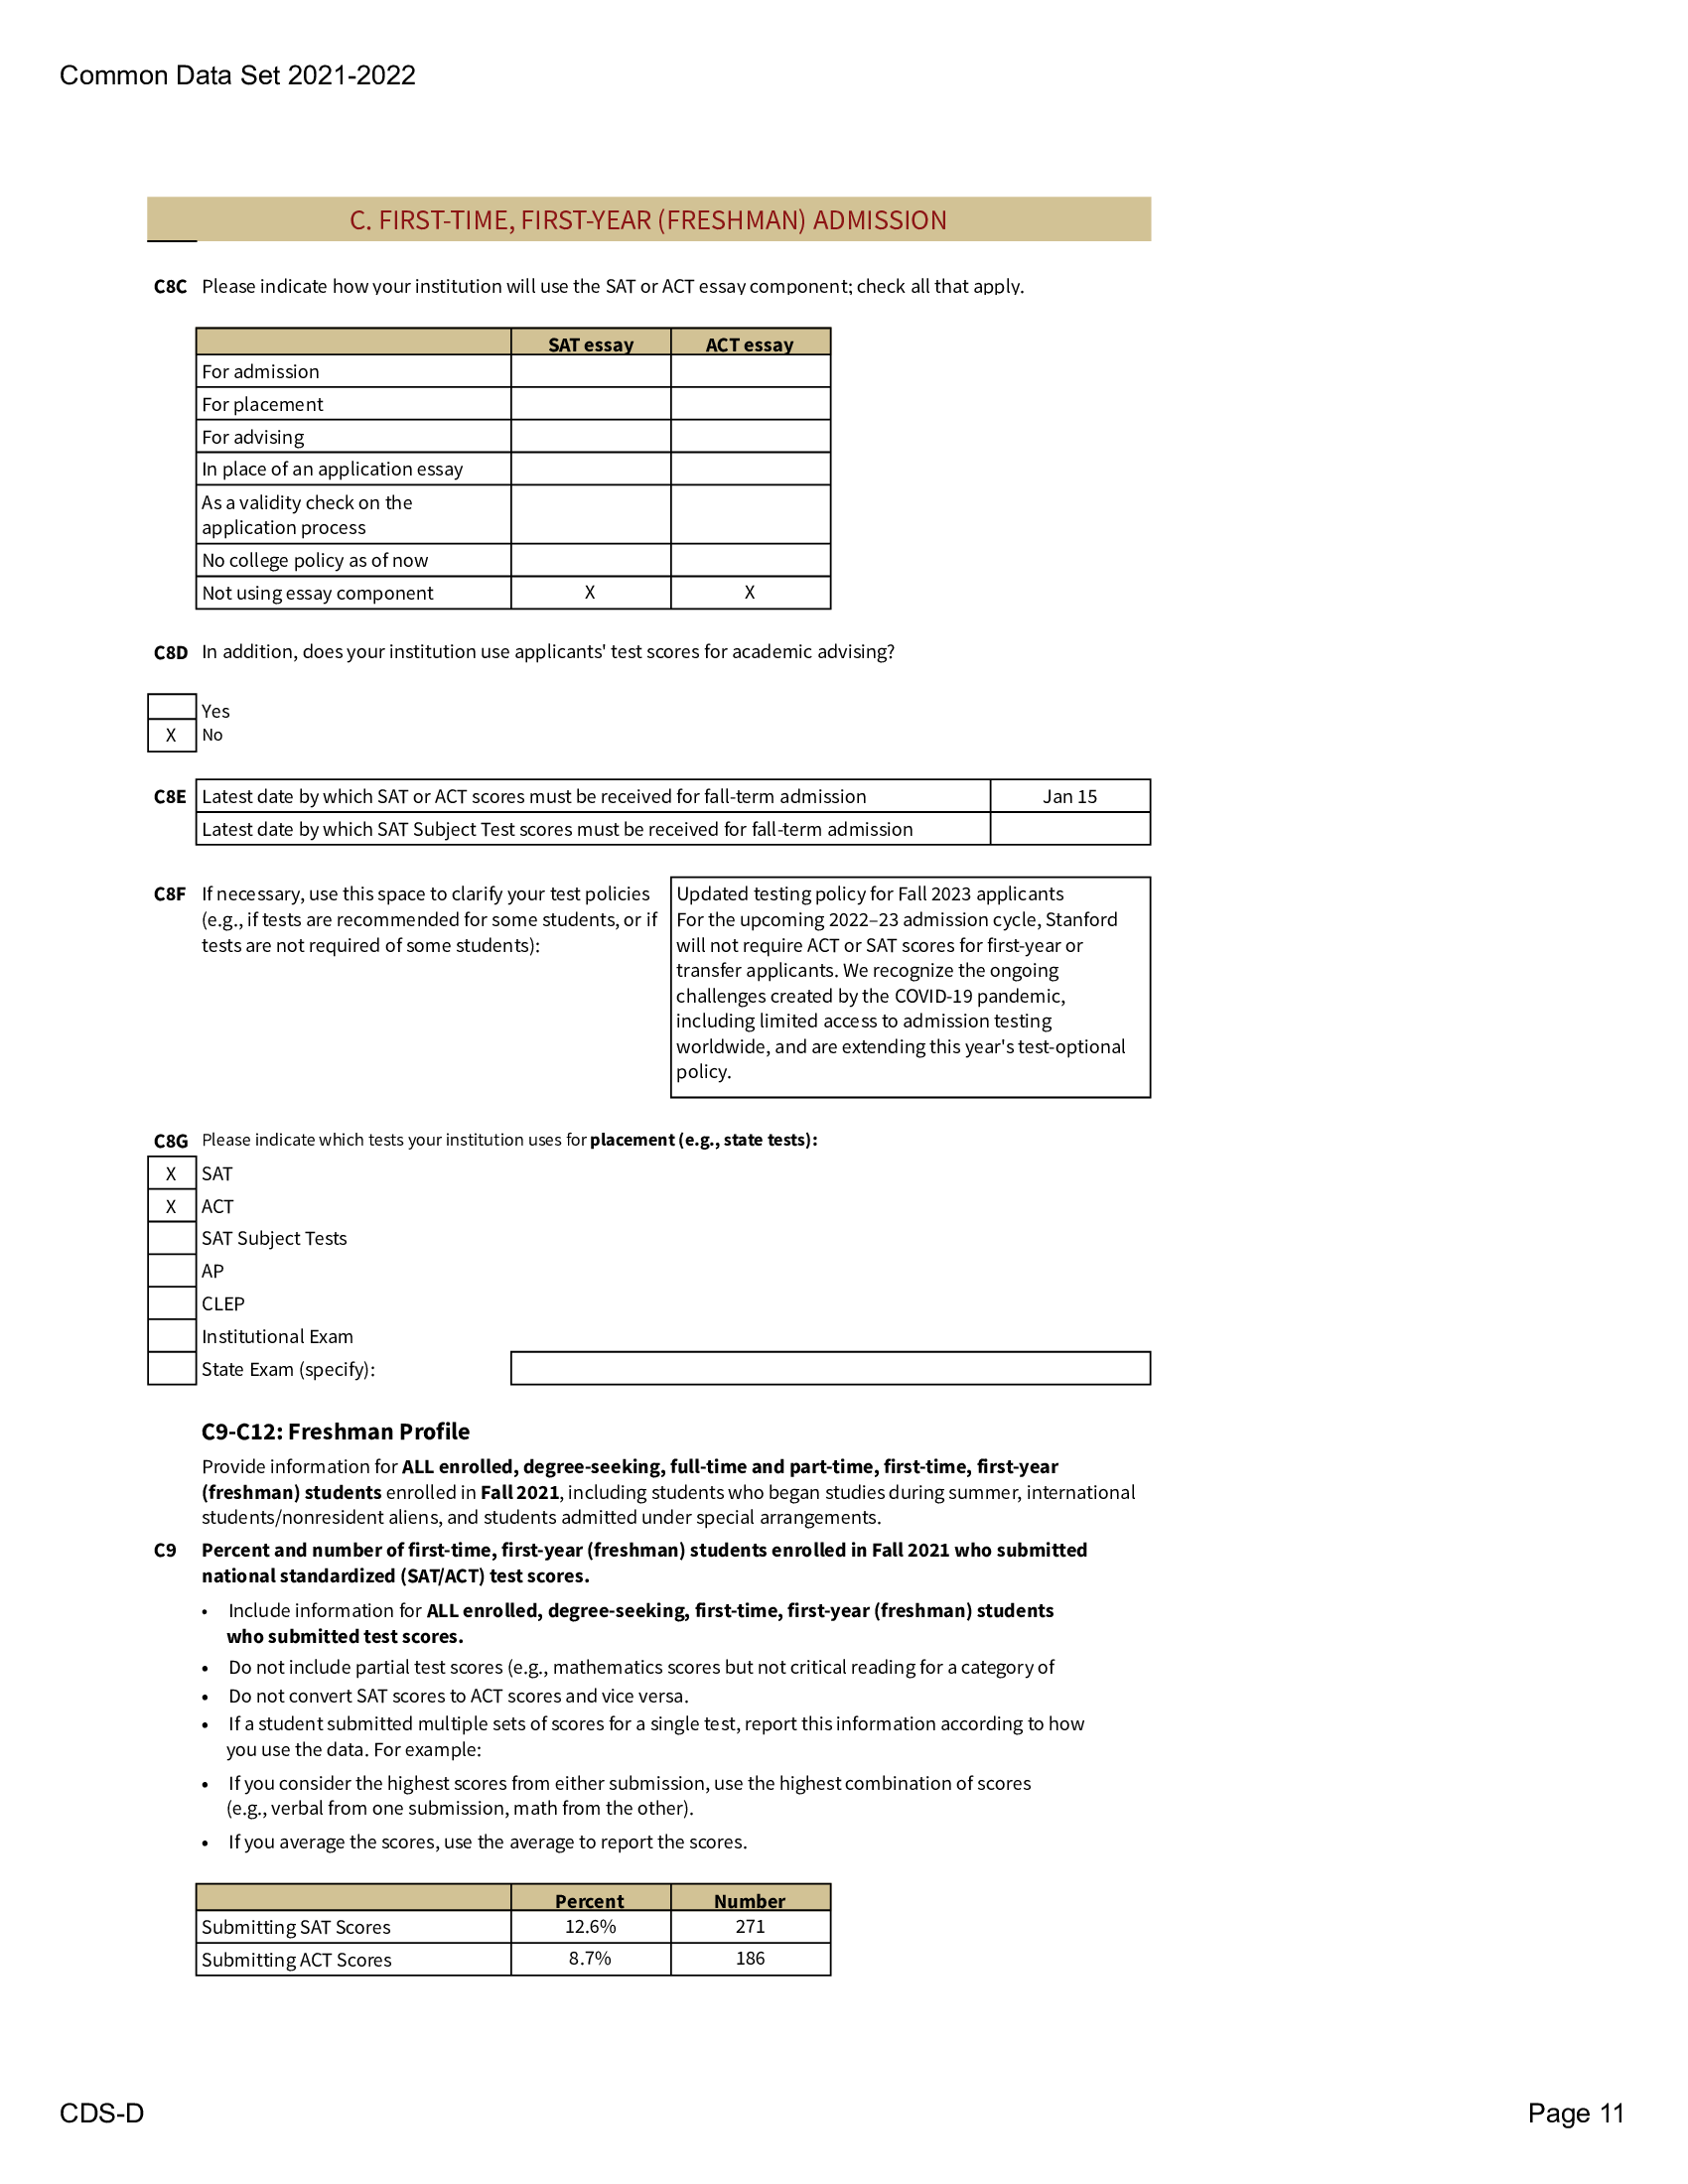 Common Data Set 2021-2022
C. FIRST-TIME, FIRST-YEAR (FRESHMAN) ADMISSION
C8C Please indicate how your institution will use the SAT or ACT essay component; check all that apply.
SAT essay ACT essay
For admission
For placement
For advising
In place of an application essay
As a validity check on the
application process
No college policy as of now
Not using essay component X X
C8D In addition, does your institution use applicants' test scores for academic advising?
Yes
X No
C8E Latest date by which SAT or ACT scores must be received for fall-term admission Jan 15
Latest date by which SAT Subject Test scores must be received for fall-term admission
C8F If necessary, use this space to clarify your test policies
(e.g., if tests are recommended for some students, or if
tests are not required of some students):
Updated testing policy for Fall 2023 applicants
For the upcoming 2022–23 admission cycle, Stanford
will not require ACT or SAT scores for first-year or
transfer applicants. We recognize the ongoing
challenges created by the COVID-19 pandemic,
including limited access to admission testing
worldwide, and are extending this year's test-optional
policy.
C8G Please indicate which tests your institution uses for placement (e.g., state tests):
X SAT
X ACT
SAT Subject Tests
AP
CLEP
Institutional Exam
State Exam (specify):
C9-C12: Freshman Profile
Provide information for ALL enrolled, degree-seeking, full-time and part-time, first-time, first-year
(freshman) students enrolled in Fall 2021, including students who began studies during summer, international
students/nonresident aliens, and students admitted under special arrangements.
C9 Percent and number of first-time, first-year (freshman) students enrolled in Fall 2021 who submitted
national standardized (SAT/ACT) test scores.
• Include information for ALL enrolled, degree-seeking, first-time, first-year (freshman) students
who submitted test scores.
• Do not include partial test scores (e.g., mathematics scores but not critical reading for a category of
• Do not convert SAT scores to ACT scores and vice versa.
• If a student submitted multiple sets of scores for a single test, report this information according to how
you use the data. For example:
• If you consider the highest scores from either submission, use the highest combination of scores
(e.g., verbal from one submission, math from the other).
• If you average the scores, use the average to report the scores.
Percent Number
Submitting SAT Scores 12.6% 271
Submitting ACT Scores 8.7% 186
CDS-D Page 11